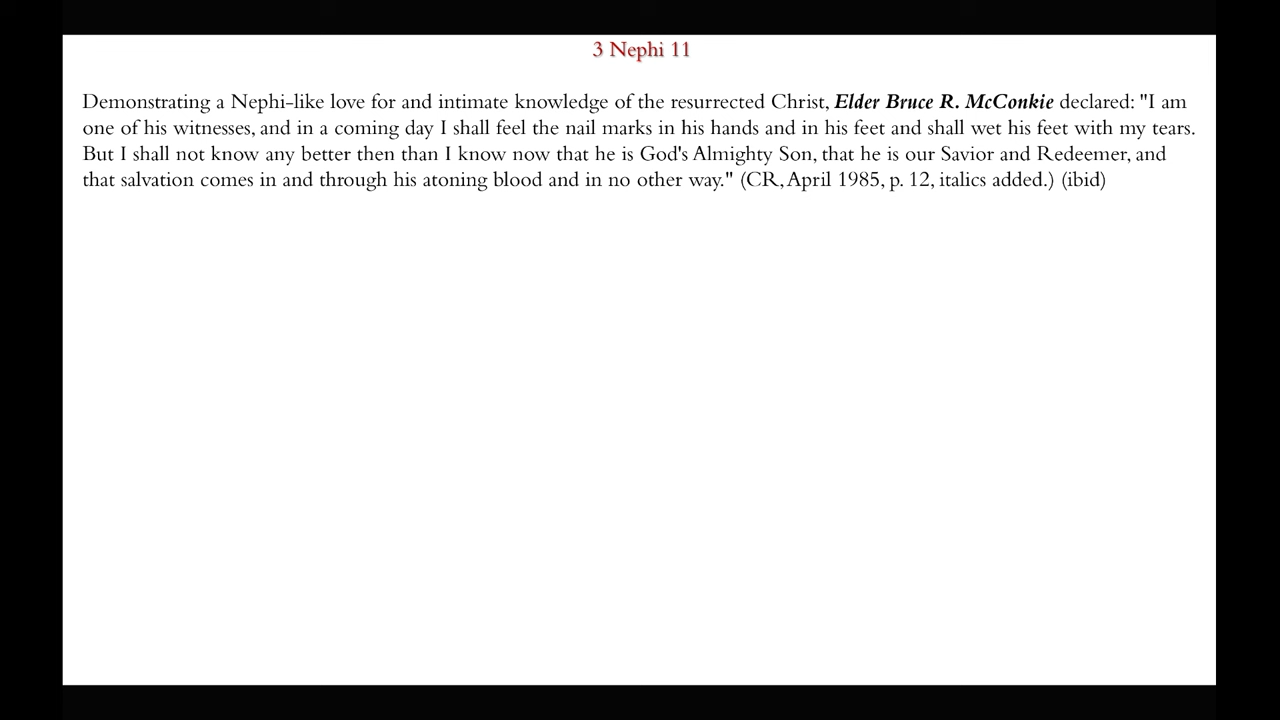 3 Nephi 11
Demonstrating a Nephi-like love for and intimate knowledge of the resurrected Christ, Elder Bruce R. McConkie declared: "I am
one of his witnesses, and in a coming day I shall feel the nail marks in his hands and in his feet and shall wet his feet with my tears.
But I shall not know any better then than I know now that he is God's Almighty Son, that he is our Savior and Redeemer, and
that salvation comes in and through his atoning blood and in no other way." (CR, April 1985, p. 12, italics added.) (ibid)